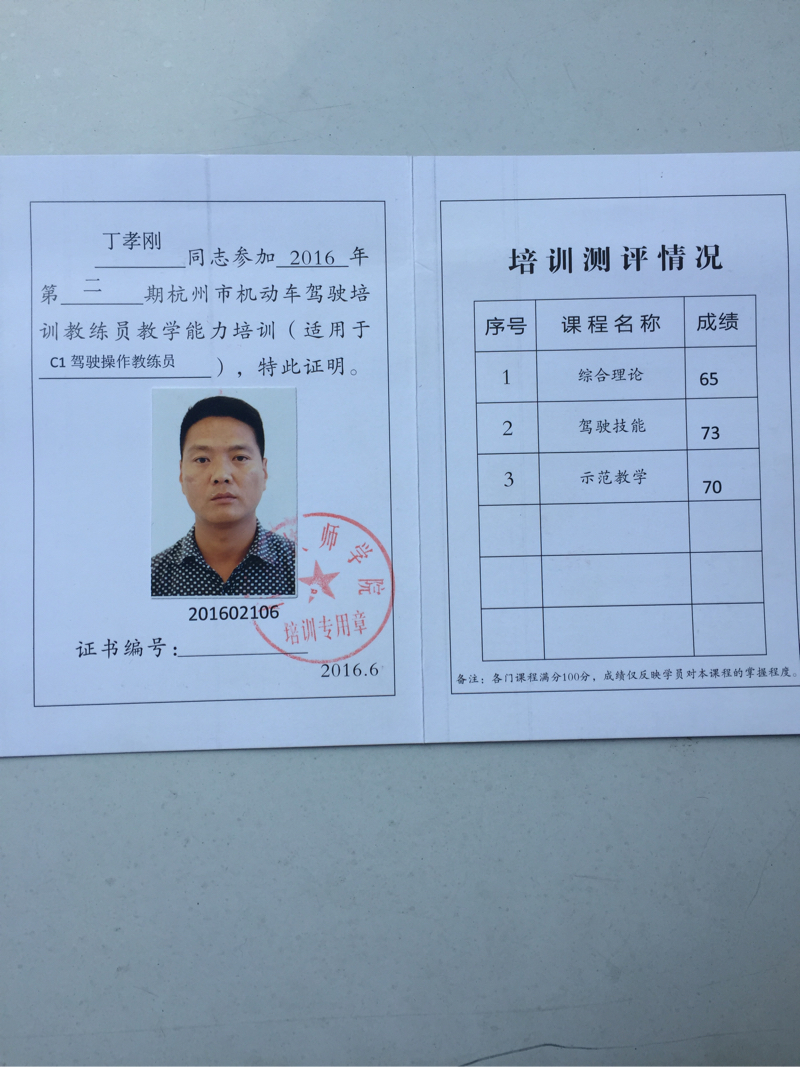 丁孝刚
同志参加 2016 年
第 二 期杭州市机动车驾驶培
训教练员教学能力培训（适用于
C1 驾驶操作教练员 ），特此证明。
师学院
培训专用章
201602106
证书编号：
2016.6
培训测评情况
序号 课程名称 成绩
1 综合理论 65
2 驾驶技能 73
3 示范教学 70
备注：各门课程满分100分，成绩仅反映学员对本课程的掌握程度。